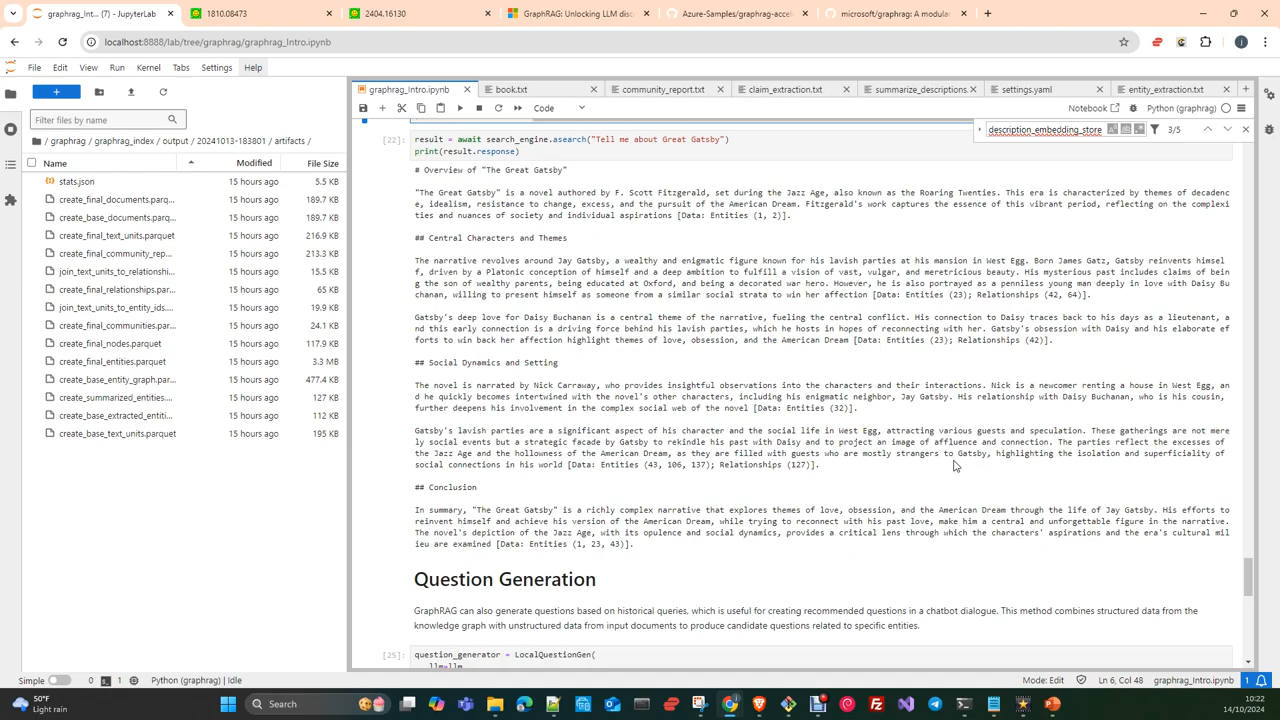 graphrag_Int... (7) - JupyterLab
1810.08473
2404.16130
GraphRAG: Unlocking LLM disc
Azure-Samples/graphrag-accel
microsoft/graphrag: A modular
localhost:8888/lab/tree/graphrag/graphrag_Intro.ipynb
File Edit View Run Kernel Tabs Settings Help
graphrag_Intro.ipynb
book.txt
community_report.txt
claim_extraction.txt
summarize_descriptions.
settings.yaml
entity_extraction.txt
Code
Notebook
Python (graphrag)
Filter files by name
description_embedding_store
3/5
/ graphrag / graphrag_index / output / 20241013-183801 / artifacts /
Name Modified File Size
stats.json 15 hours ago 5.5 KB
create_final_documents.parq... 15 hours ago 189.7 KB
create_base_documents.parq... 15 hours ago 189.7 KB
create_final_text_units.parquet 15 hours ago 216.9 KB
create_final_community_rep... 15 hours ago 213.3 KB
join_text_units_to_relationshi... 15 hours ago 15.5 KB
create_final_relationships.par... 15 hours ago 65 KB
join_text_units_to_entity_ids.... 15 hours ago 19.9 KB
create_final_communities.par... 15 hours ago 24.1 KB
create_final_nodes.parquet 15 hours ago 117.9 KB
create_final_entities.parquet 15 hours ago 3.3 MB
create_base_entity_graph.par... 15 hours ago 477.4 KB
create_summarized_entities.... 15 hours ago 127 KB
create_base_extracted_entiti... 15 hours ago 112 KB
create_base_text_units.parquet 15 hours ago 195 KB
[22]: result = await search_engine.asearch("Tell me about Great Gatsby")
print(result.response)
# Overview of "The Great Gatsby"
"The Great Gatsby" is a novel authored by F. Scott Fitzgerald, set during the Jazz Age, also known as the Roaring Twenties. This era is characterized by themes of decadenc
e, idealism, resistance to change, excess, and the pursuit of the American Dream. Fitzgerald's work captures the essence of this vibrant period, reflecting on the complexi
ties and nuances of society and individual aspirations [Data: Entities (1, 2)].
## Central Characters and Themes
The narrative revolves around Jay Gatsby, a wealthy and enigmatic figure known for his lavish parties at his mansion in West Egg. Born James Gatz, Gatsby reinvents himsel
f, driven by a Platonic conception of himself and a deep ambition to fulfill a vision of vast, vulgar, and meretricious beauty. His mysterious past includes claims of bein
g the son of wealthy parents, being educated at Oxford, and being a decorated war hero. However, he is also portrayed as a penniless young man deeply in love with Daisy Bu
chanan, willing to present himself as someone from a similar social strata to win her affection [Data: Entities (23); Relationships (42, 64)].
Gatsby's deep love for Daisy Buchanan is a central theme of the narrative, fueling the central conflict. His connection to Daisy traces back to his days as a lieutenant, a
nd this early connection is a driving force behind his lavish parties, which he hosts in hopes of reconnecting with her. Gatsby's obsession with Daisy and his elaborate ef
forts to win back her affection highlight themes of love, obsession, and the American Dream [Data: Entities (23); Relationships (42)].
## Social Dynamics and Setting
The novel is narrated by Nick Carraway, who provides insightful observations into the characters and their interactions. Nick is a newcomer renting a house in West Egg, an
d he quickly becomes intertwined with the novel's other characters, including his enigmatic neighbor, Jay Gatsby. His relationship with Daisy Buchanan, who is his cousin,
further deepens his involvement in the complex social web of the novel [Data: Entities (32)].
Gatsby's lavish parties are a significant aspect of his character and the social life in West Egg, attracting various guests and speculation. These gatherings are not mere
ly social events but a strategic facade by Gatsby to rekindle his past with Daisy and to project an image of affluence and connection. The parties reflect the excesses of
the Jazz Age and the hollowness of the American Dream, as they are filled with guests who are mostly strangers to Gatsby, highlighting the isolation and superficiality of
social connections in his world [Data: Entities (43, 106, 137); Relationships (127)].
## Conclusion
In summary, "The Great Gatsby" is a richly complex narrative that explores themes of love, obsession, and the American Dream through the life of Jay Gatsby. His efforts to
reinvent himself and achieve his version of the American Dream, while trying to reconnect with his past love, make him a central and unforgettable figure in the narrative.
The novel's depiction of the Jazz Age, with its opulence and social dynamics, provides a critical lens through which the characters' aspirations and the era's cultural mil
ieu are examined [Data: Entities (1, 23, 43)].
Question Generation
GraphRAG can also generate questions based on historical queries, which is useful for creating recommended questions in a chatbot dialogue. This method combines structured data from the
knowledge graph with unstructured data from input documents to produce candidate questions related to specific entities.
[25]: question_generator = LocalQuestionGen(
llm=llm
Simple 0 1 Python (graphrag) | Idle
Mode: Edit Ln 6, Col 48 graphrag_Intro.ipynb 1
50°F
Light rain
Search
10:22
14/10/2024